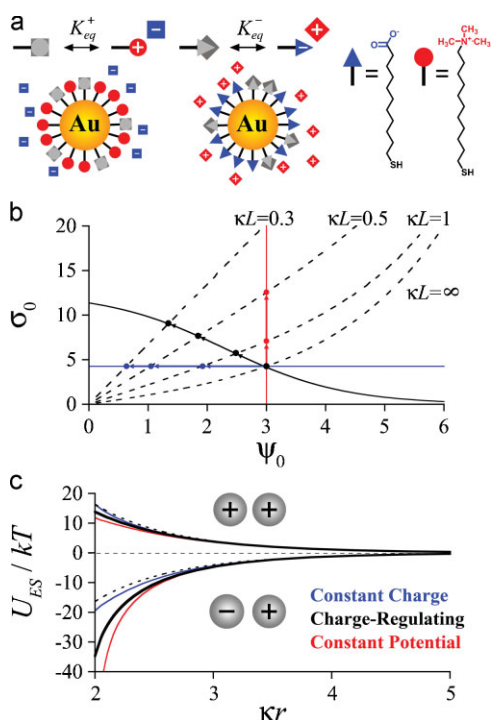 a
K⁺eq
K⁻eq
Au
Au
=
=
O⁻
O
SH
CH₃
H₃C-N⁺-CH₃
SH
b
κL=0.3
κL=0.5
κL=1
κL=∞
20
15
10
5
0
σ₀
0 1 2 3 4 5 6
Ψ₀
c
20
10
0
-10
-20
-30
-40
U_ES / kT
+ +
− +
Constant Charge
Charge-Regulating
Constant Potential
2 3 4 5
κr